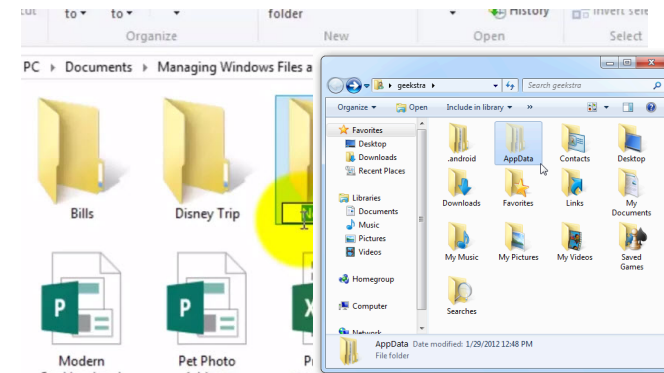 to to folder History
Organize New Open Select
PC Documents Managing Windows Files a
Bills Disney Trip
Modern Pet Photo
geekstra Search geekstra
Organize Open Include in library »
Favorites
Desktop
Downloads
Recent Places
Libraries
Documents
Music
Pictures
Videos
Homegroup
Computer
Network
.android AppData Contacts Desktop
Downloads Favorites Links My Documents
My Music My Pictures My Videos Saved Games
Searches
AppData Date modified: 1/29/2012 12:48 PM
File folder